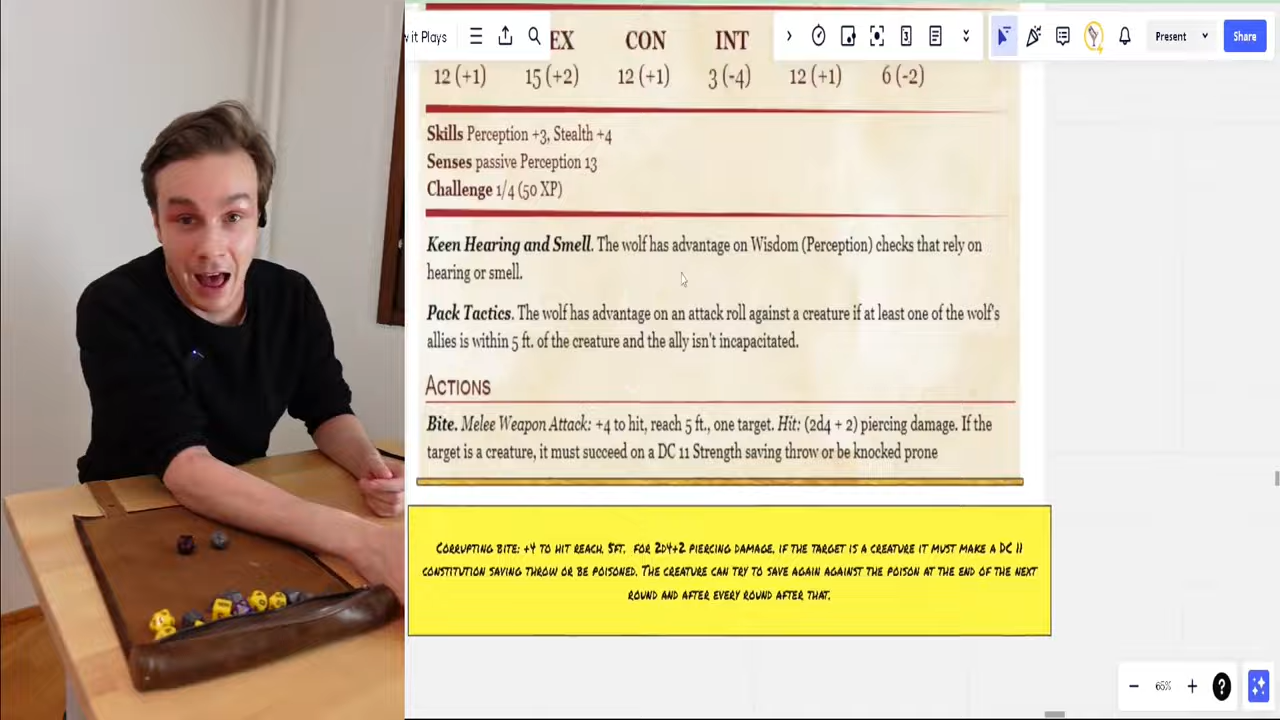 w it Plays
Present
Share
EX CON INT
12 (+1) 15 (+2) 12 (+1) 3 (-4) 12 (+1) 6 (-2)
Skills Perception +3, Stealth +4
Senses passive Perception 13
Challenge 1/4 (50 XP)
Keen Hearing and Smell. The wolf has advantage on Wisdom (Perception) checks that rely on
hearing or smell.
Pack Tactics. The wolf has advantage on an attack roll against a creature if at least one of the wolf's
allies is within 5 ft. of the creature and the ally isn't incapacitated.
ACTIONS
Bite. Melee Weapon Attack: +4 to hit, reach 5 ft., one target. Hit: (2d4 + 2) piercing damage. If the
target is a creature, it must succeed on a DC 11 Strength saving throw or be knocked prone
CORRUPTING BITE: +4 TO HIT REACH, 5FT, FOR 2D4+2 PIERCING DAMAGE. IF THE TARGET IS A CREATURE IT MUST MAKE A DC 11
CONSTITUTION SAVING THROW OR BE POISONED. THE CREATURE CAN TRY TO SAVE AGAIN AGAINST THE POISON AT THE END OF THE NEXT
ROUND AND AFTER EVERY ROUND AFTER THAT.
65%